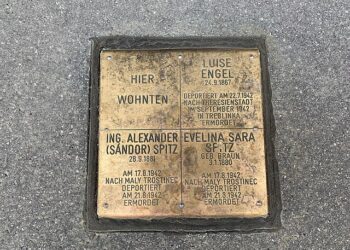 HIER
WOHNTEN
LUISE
ENGEL
24.9.1867
DEPORTIERT AM 22.7.1942
NACH THERESIENSTADT
IM SEPTEMBER 1942
IN TREBLINKA
ERMORDET
ING. ALEXANDER
(SÁNDOR) SPITZ
28.9.1881
AM 17.8.1942
NACH MALY TROSTINEC
DEPORTIERT
AM 21.8.1942
ERMORDET
EVELINA SARA
SPITZ
GEB. BRAUN
3.1.1880
AM 17.8.1942
NACH MALY TROSTINEC
DEPORTIERT
AM 21.8.1942
ERMORDET